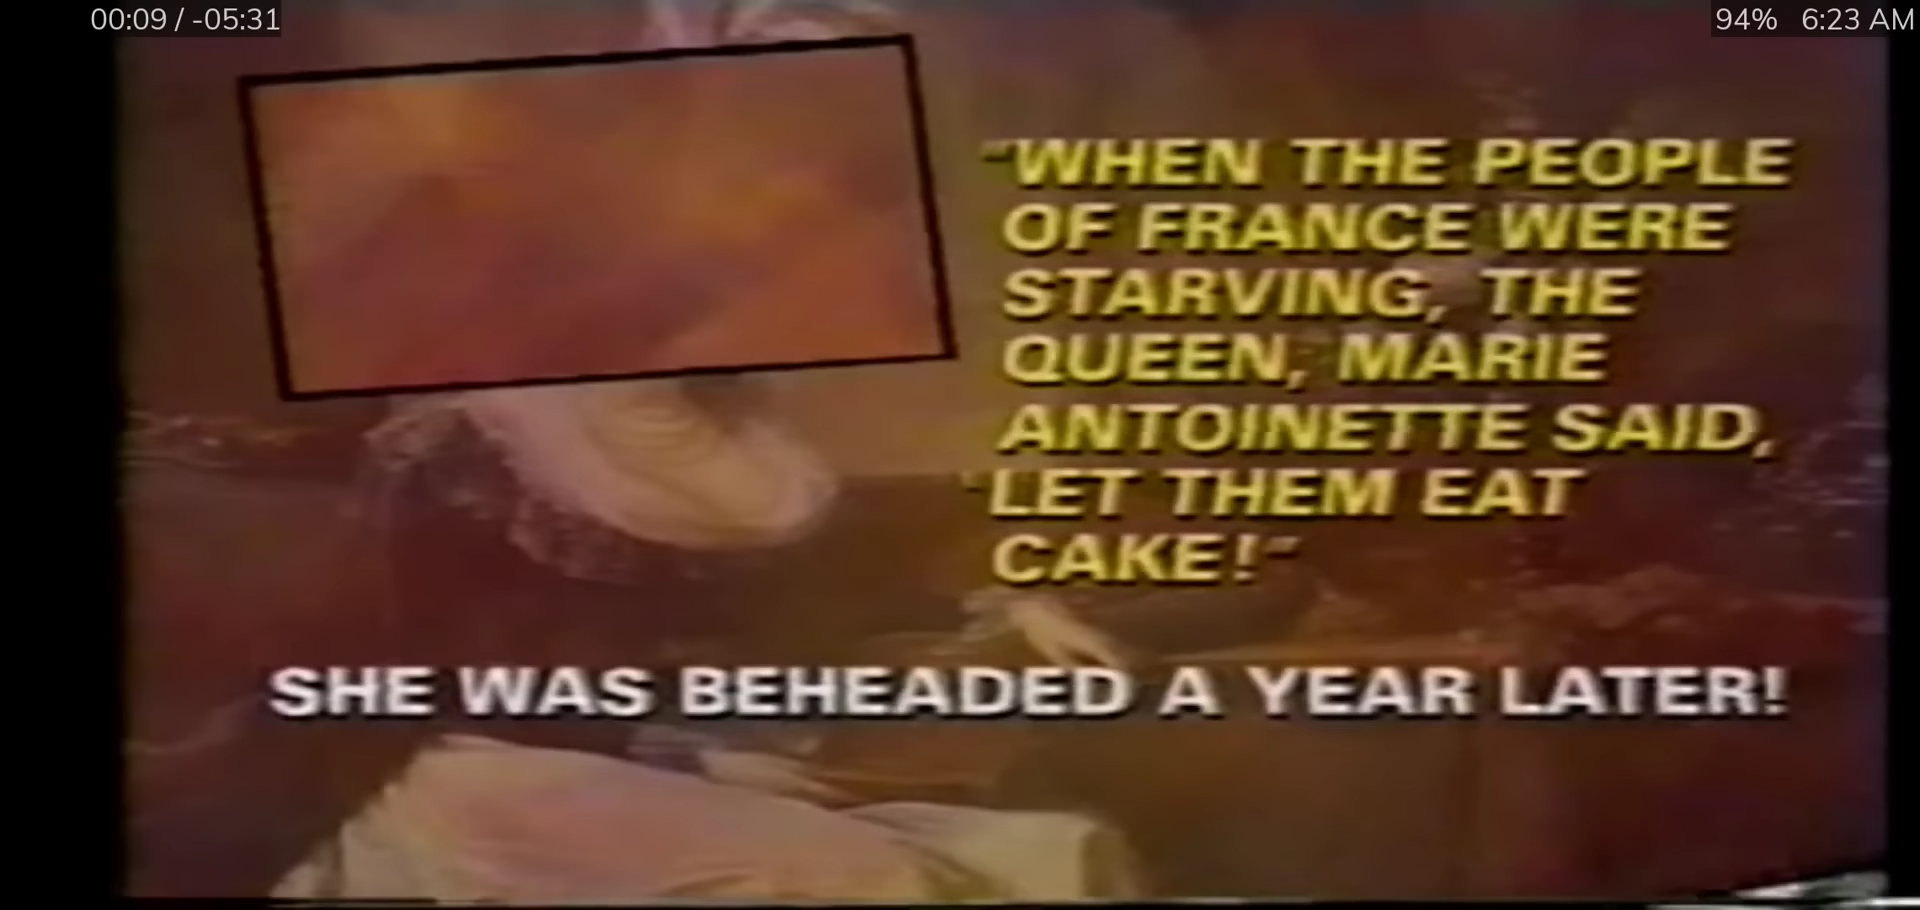 00:09 / -05:31
94% 6:23 AM
"WHEN THE PEOPLE
OF FRANCE WERE
STARVING, THE
QUEEN, MARIE
ANTOINETTE SAID,
"LET THEM EAT
CAKE!"
SHE WAS BEHEADED A YEAR LATER!